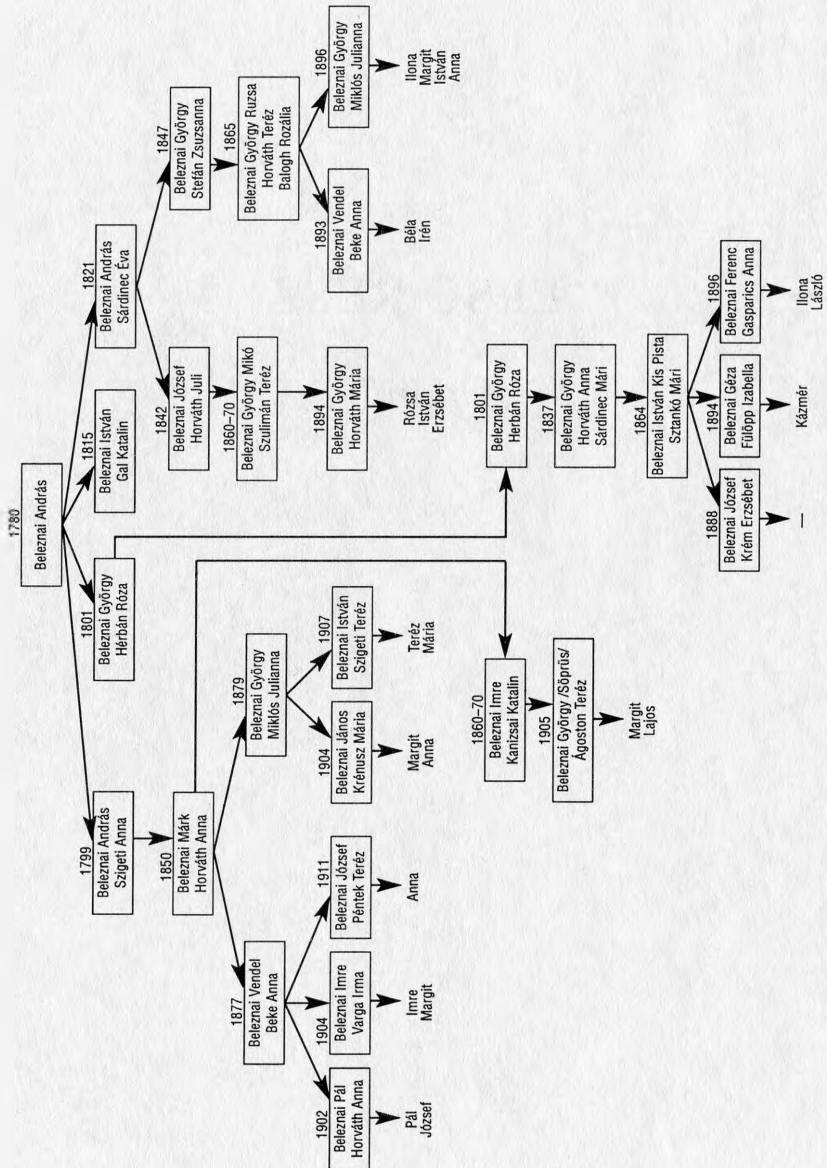 1780
Beleznai András
1799
Beleznai András
Szigeti Anna
1801
Beleznai György
Hérbán Róza
1815
Beleznai István
Gal Katalin
1821
Beleznai András
Sárdinec Éva
1850
Beleznai Márk
Horváth Anna
1842
Beleznai József
Horváth Juli
1847
Beleznai György
Stefán Zsuzsanna
1877
Beleznai Vendel
Beke Anna
1879
Beleznai György
Miklós Julianna
1860–70
Beleznai György Mikó
Szulimán Teréz
1865
Beleznai György Ruzsa
Horváth Teréz
Balogh Rozália
1902
Beleznai Pál
Horváth Anna
1904
Beleznai Imre
Varga Irma
1911
Beleznai József
Péntek Teréz
1904
Beleznai János
Krénusz Mária
1907
Beleznai István
Szigeti Teréz
1894
Beleznai György
Horváth Mária
1893
Beleznai Vendel
Beke Anna
1896
Beleznai György
Miklós Julianna
Pál
József
Imre
Margit
Anna
Margit
Anna
Teréz
Mária
Rózsa
István
Erzsébet
Béla
Irén
Ilona
Margit
István
Anna
1860–70
Beleznai Imre
Kanizsai Katalin
1905
Beleznai György /Söprüs/
Ágoston Teréz
Margit
Lajos
1801
Beleznai György
Herbán Róza
1837
Beleznai György
Horváth Anna
Sárdinec Mári
1864
Beleznai István Kis Pista
Sztankó Mári
1888
Beleznai József
Krém Erzsébet
1894
Beleznai Géza
Fülöpp Izabella
1896
Beleznai Ferenc
Gasparics Anna
—
Kázmér
Ilona
László